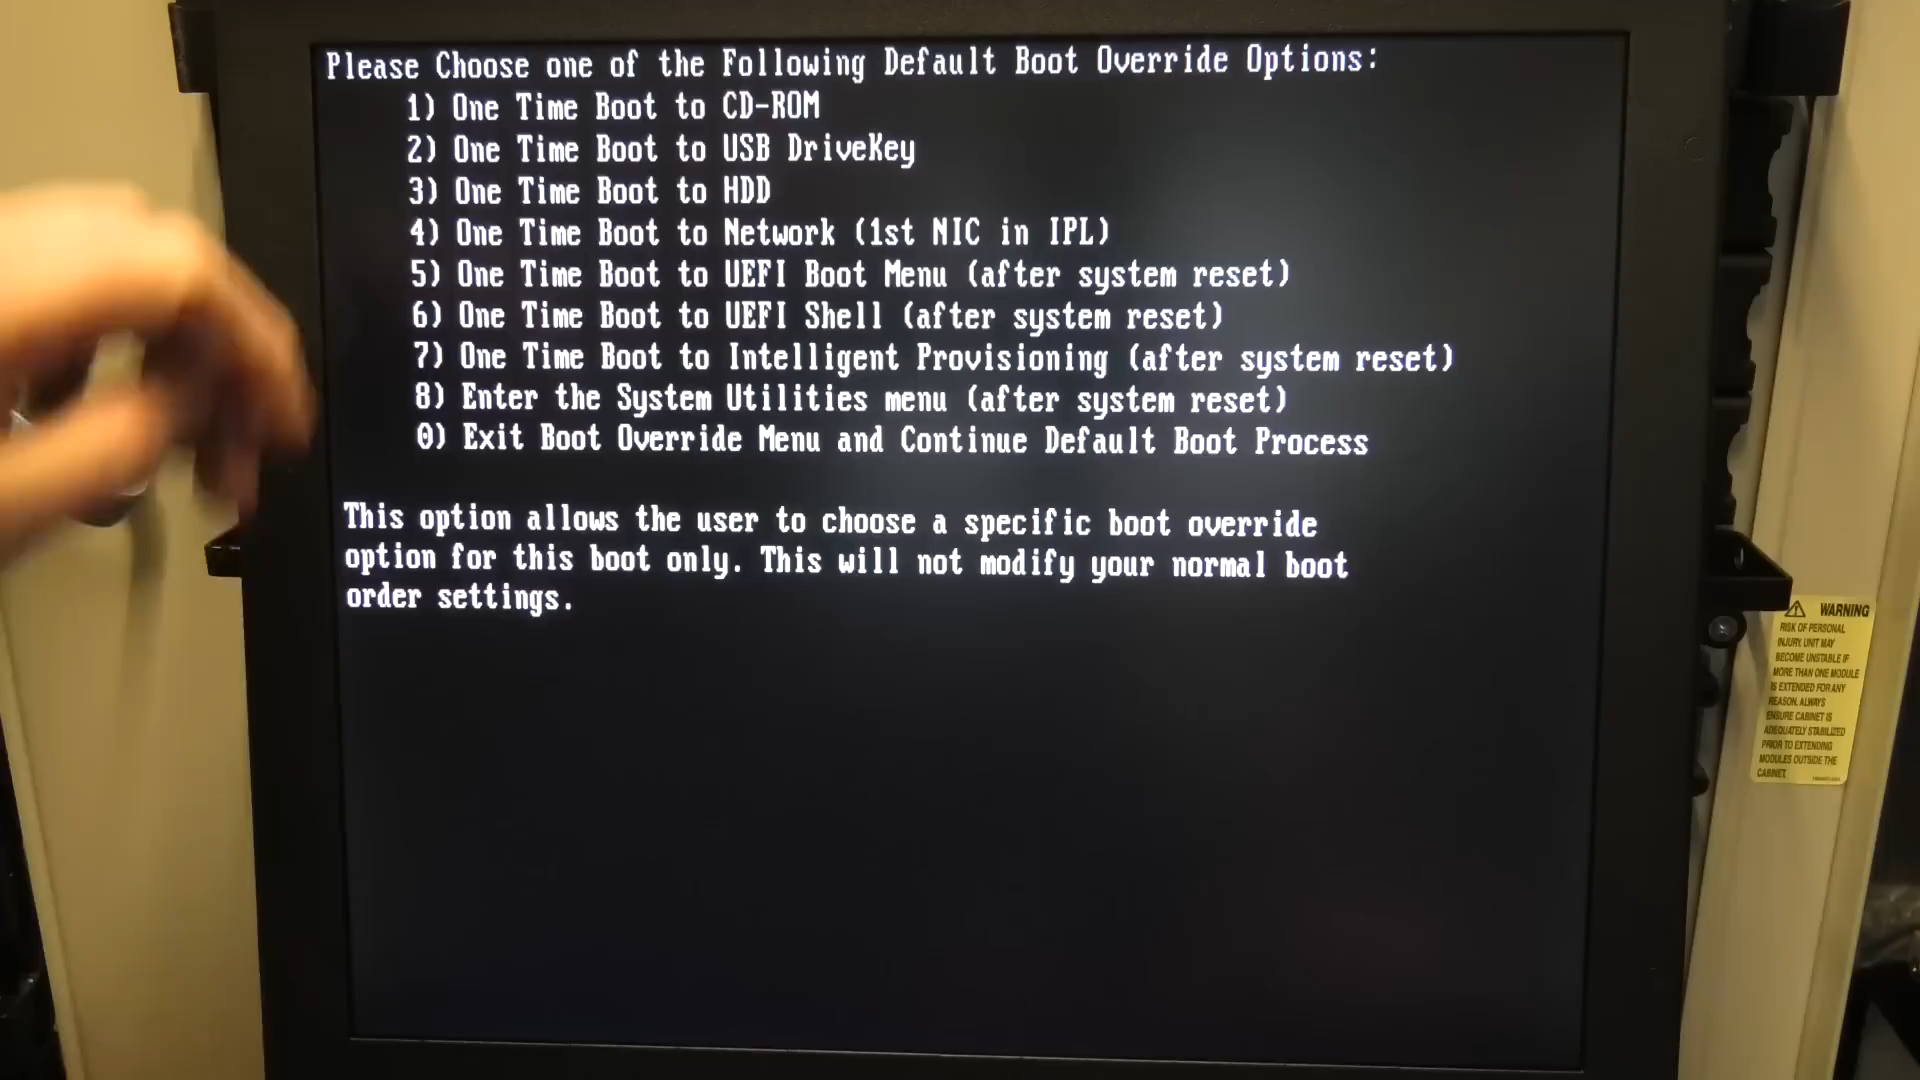 Please Choose one of the Following Default Boot Override Options:
1) One Time Boot to CD-ROM
2) One Time Boot to USB DriveKey
3) One Time Boot to HDD
4) One Time Boot to Network (1st NIC in IPL)
5) One Time Boot to UEFI Boot Menu (after system reset)
6) One Time Boot to UEFI Shell (after system reset)
7) One Time Boot to Intelligent Provisioning (after system reset)
8) Enter the System Utilities menu (after system reset)
0) Exit Boot Override Menu and Continue Default Boot Process
This option allows the user to choose a specific boot override
option for this boot only. This will not modify your normal boot
order settings.
WARNING
RISK OF PERSONAL
INJURY. UNIT MAY
BECOME UNSTABLE IF
MORE THAN ONE MODULE
IS EXTENDED FOR ANY
REASON. ALWAYS
ENSURE CABINET IS
ADEQUATELY STABILIZED
PRIOR TO EXTENDING
MODULES OUTSIDE THE
CABINET.